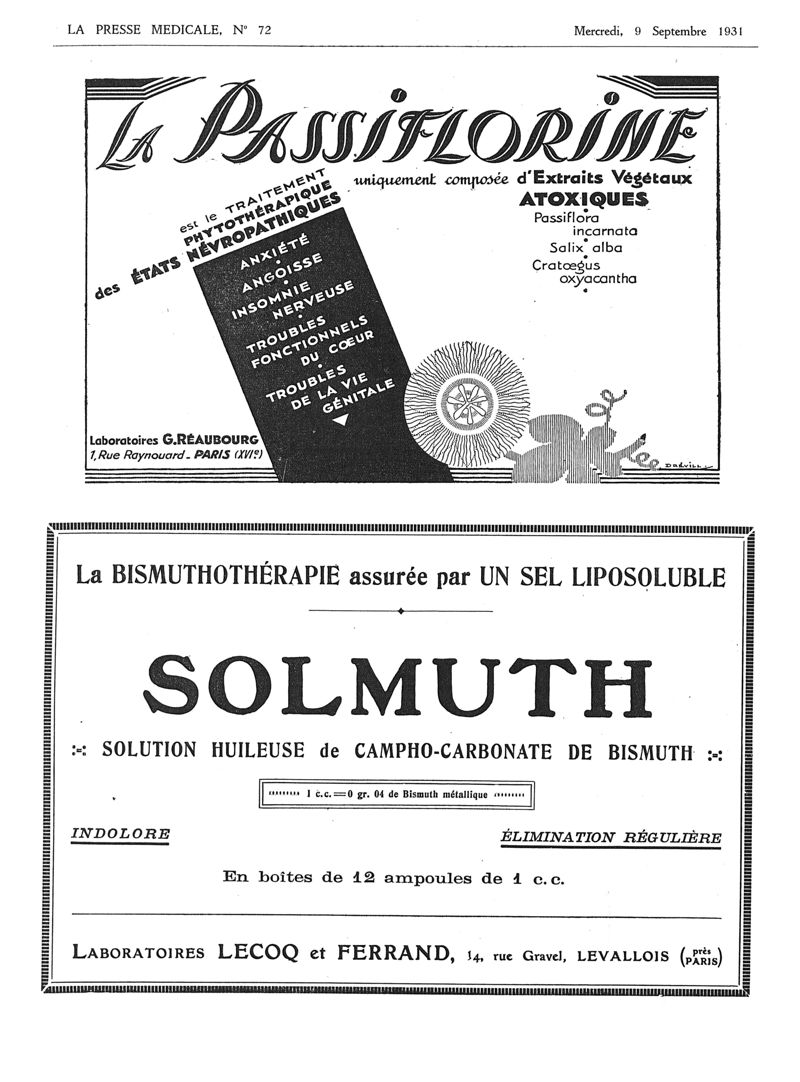 LA PRESSE MEDICALE, N° 72
Mercredi, 9 Septembre 1931
LA PASSIFLORINE
uniquement composée d'Extraits Végétaux
ATOXIQUES
Passiflora
incarnata
Salix alba
Cratœgus
oxyacantha
est le TRAITEMENT
PHYTOTHÉRAPIQUE
des ÉTATS NÉVROPATHIQUES
ANXIÉTÉ
ANGOISSE
INSOMNIE
NERVEUSE
TROUBLES
FONCTIONNELS
DU CŒUR
TROUBLES
DE LA VIE
GÉNITALE
Laboratoires G.RÉAUBOURG
1, Rue Raynouard_ PARIS (XVIe)
La BISMUTHOTHÉRAPIE assurée par UN SEL LIPOSOLUBLE
SOLMUTH
SOLUTION HUILEUSE de CAMPHO-CARBONATE DE BISMUTH
1 c.c.=0 gr. 04 de Bismuth métallique
INDOLORE
ÉLIMINATION RÉGULIÈRE
En boîtes de 12 ampoules de 1 c.c.
LABORATOIRES LECOQ et FERRAND, 14, rue Gravel, LEVALLOIS (près PARIS)